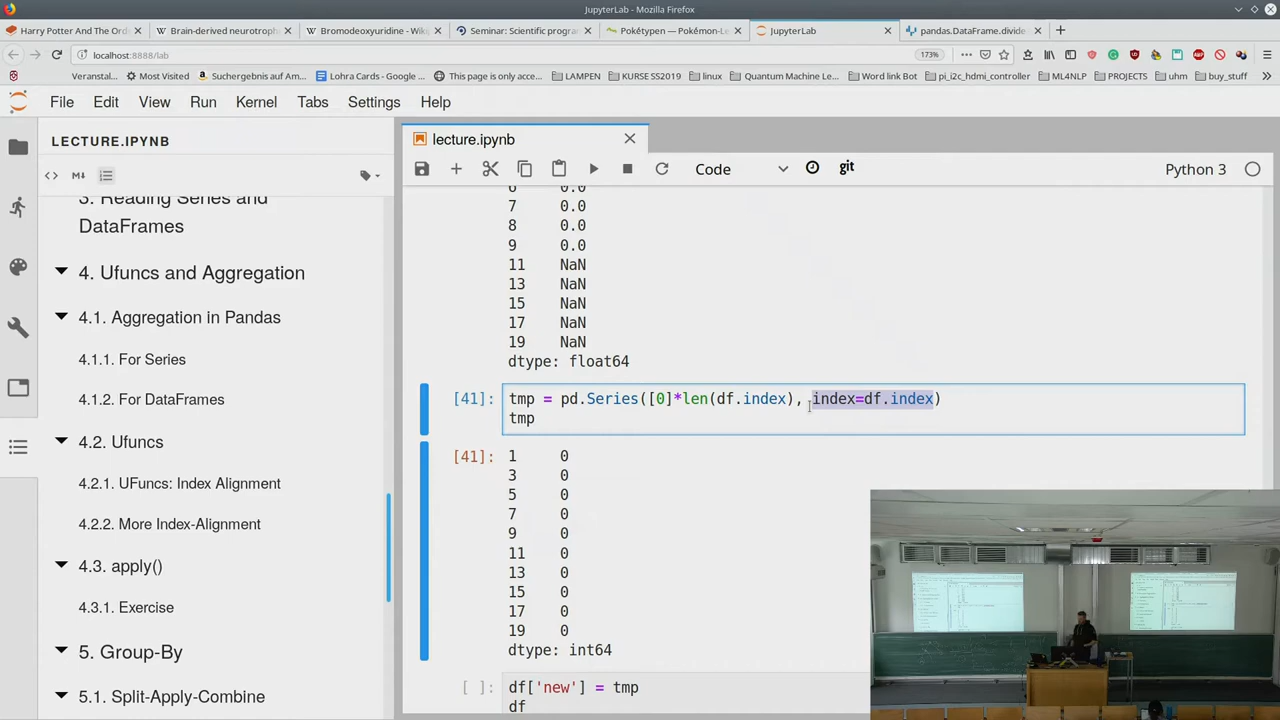 JupyterLab - Mozilla Firefox
Harry Potter And The Ord
Brain-derived neurotroph
Bromodeoxyuridine - Wiki
Seminar: Scientific progran
Pokétypen — Pokémon-Le
JupyterLab
pandas.DataFrame.divide
localhost:8888/lab
173%
Veranstal...
Most Visited
Suchergebnis auf Am...
Lohra Cards - Google ...
This page is only acce...
LAMPEN
KURSE SS2019
linux
Quantum Machine Le...
Word link Bot
pi_i2c_hdmi_controller
ML4NLP
PROJECTS
uhm
buy_stuff
File Edit View Run Kernel Tabs Settings Help
LECTURE.IPYNB
lecture.ipynb
Code
git
Python 3
3. Reading Series and
DataFrames
4. Ufuncs and Aggregation
4.1. Aggregation in Pandas
4.1.1. For Series
4.1.2. For DataFrames
4.2. Ufuncs
4.2.1. UFuncs: Index Alignment
4.2.2. More Index-Alignment
4.3. apply()
4.3.1. Exercise
5. Group-By
5.1. Split-Apply-Combine
6 0.0
7 0.0
8 0.0
9 0.0
11 NaN
13 NaN
15 NaN
17 NaN
19 NaN
dtype: float64
[41]: tmp = pd.Series([0]*len(df.index), index=df.index)
tmp
[41]: 1 0
3 0
5 0
7 0
9 0
11 0
13 0
15 0
17 0
19 0
dtype: int64
[ ]: df['new'] = tmp
df